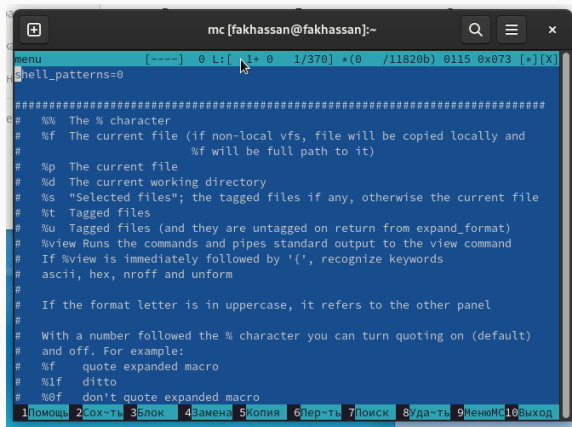 mc [fakhassan@fakhassan]:~
menu [----] 0 L:[ 1+ 0 1/370] *(0 /11820b) 0115 0x073 [*][X]
shell_patterns=0
###############################################################################
# %% The % character
# %f The current file (if non-local vfs, file will be copied locally and
# %f will be full path to it)
# %p The current file
# %d The current working directory
# %s "Selected files"; the tagged files if any, otherwise the current file
# %t Tagged files
# %u Tagged files (and they are untagged on return from expand_format)
# %view Runs the commands and pipes standard output to the view command
# If %view is immediately followed by '{', recognize keywords
# ascii, hex, nroff and unform
#
# If the format letter is in uppercase, it refers to the other panel
#
# With a number followed the % character you can turn quoting on (default)
# and off. For example:
# %f quote expanded macro
# %1f ditto
# %0f don't quote expanded macro
1Помощь 2Сох~ть 3Блок 4Замена 5Копия 6Пер~ть 7Поиск 8Уда~ть 9МенюМС 10Выход